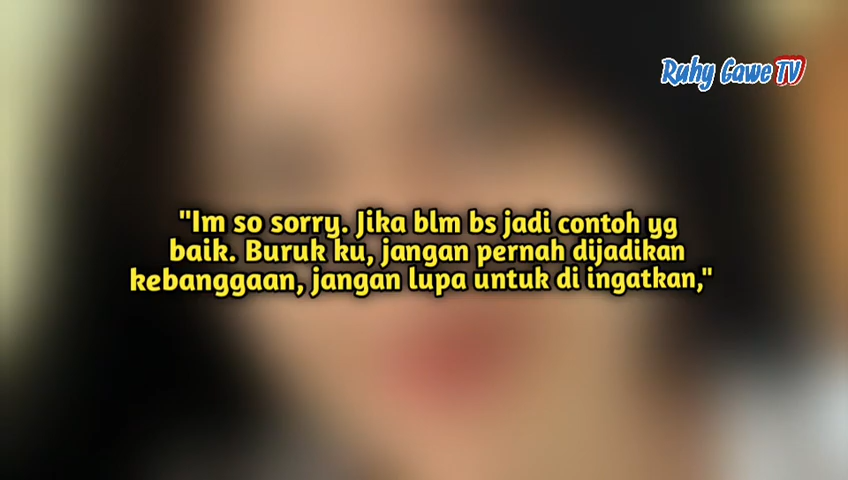 Rahy Gawe TV
"Im so sorry. Jika blm bs jadi contoh yg
baik. Buruk ku, jangan pernah dijadikan
kebanggaan, jangan lupa untuk di ingatkan,"